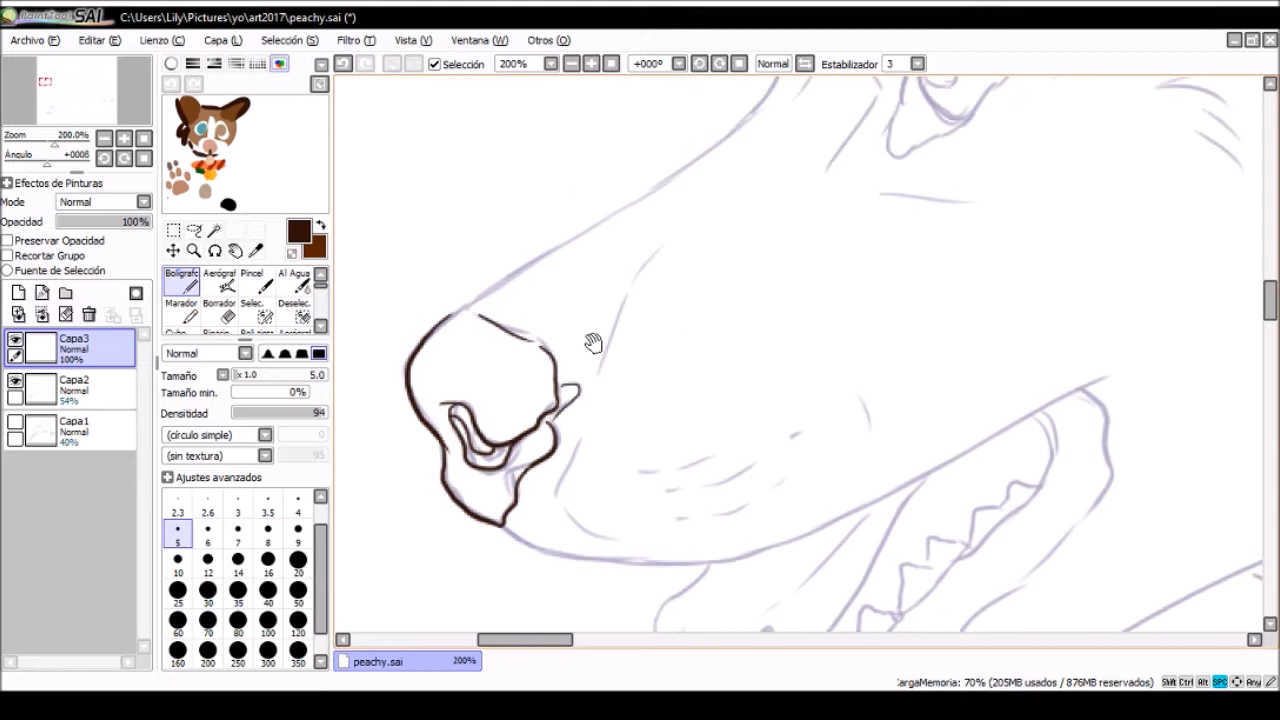 PaintTool SAI C:\Users\Lily\Pictures\yo\art2017\peachy.sai (*)
Archivo (F) Editar (E) Lienzo (C) Capa (L) Selección (S) Filtro (T) Vista (V) Ventana (W) Otros (O)
Selección 200% +000º Normal Estabilizador 3
Zoom 200.0%
Ángulo +000ß
Efectos de Pinturas
Mode Normal
Opacidad 100%
Preservar Opacidad
Recortar Grupo
Fuente de Selección
Capa3
Normal
100%
Capa2
Normal
54%
Capa1
Normal
40%
Bolígrafo Aerógraf Pincel Al Agua
Marador Borrador Selec. Deselec.
Normal
Tamaño x 1.0 5.0
Tamaño min. 0%
Densitidad 94
(círculo simple) 0
(sin textura) 95
Ajustes avanzados
2.3 2.6 3 3.5 4
5 6 7 8 9
10 12 14 16 20
25 30 35 40 50
60 70 80 100 120
160 200 250 300 350
peachy.sai 200%
argaMemoria: 70% (205MB usados / 876MB reservados) Shift Ctrl Alt SPC Any